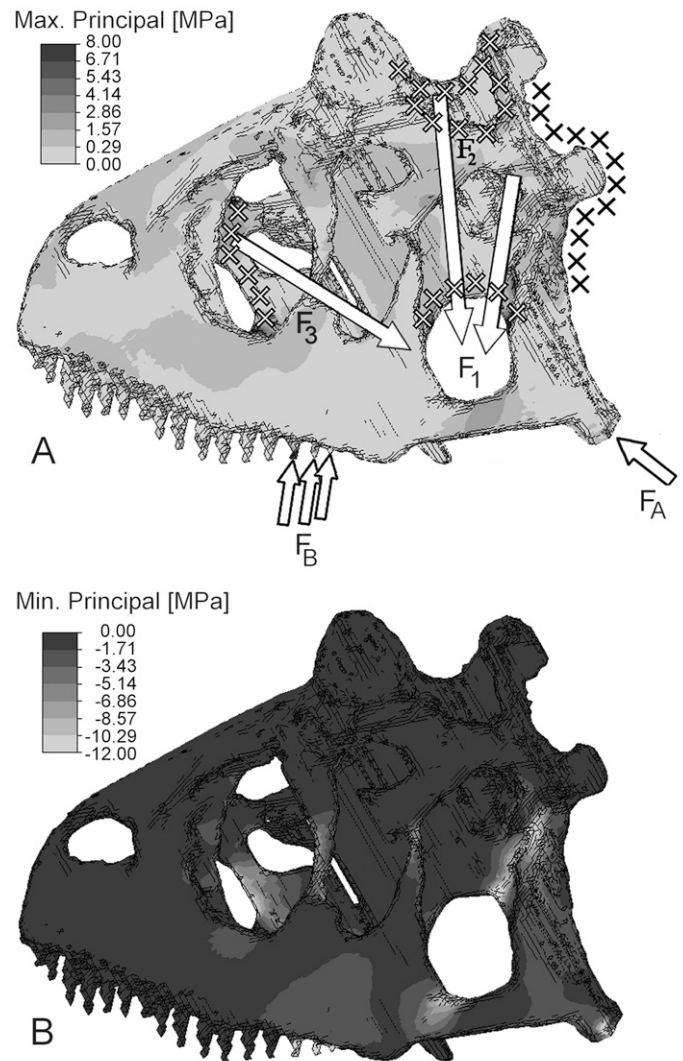 Max. Principal [MPa]
8.00
6.71
5.43
4.14
2.86
1.57
0.29
0.00
F2
F3
F1
A
FA
FB
Min. Principal [MPa]
0.00
-1.71
-3.43
-5.14
-6.86
-8.57
-10.29
-12.00
B